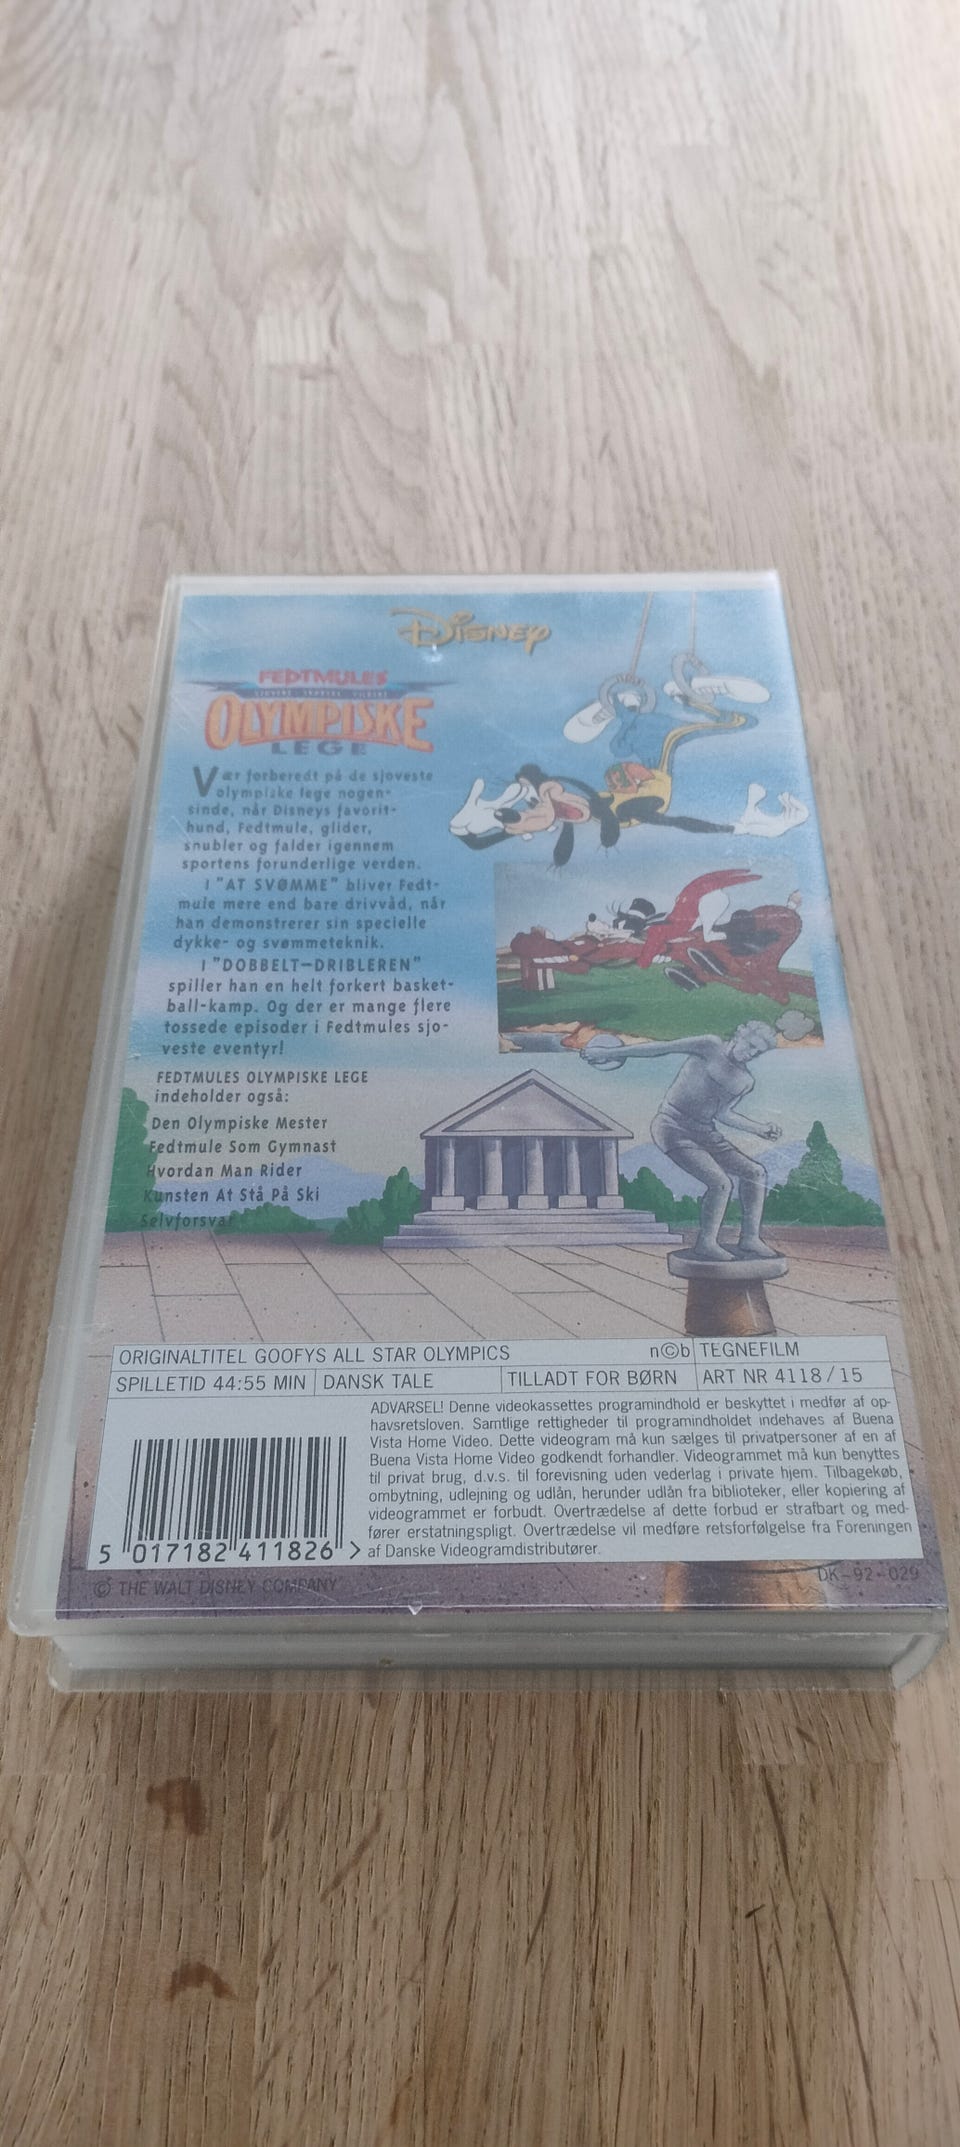 Disney
FEDTMULES
OLYMPISKE
LEGE
Vær forberedt på de sjoveste
olympiske lege nogen-
sinde, når Disneys favorit-
hund, Fedtmule, glider,
snubler og falder igennem
sportens forunderlige verden.
I "AT SVØMME" bliver Fedt-
mule mere end bare drivvåd, når
han demonstrerer sin specielle
dykke- og svømmeteknik.
I "DOBBELT-DRIBLEREN"
spiller han en helt forkert basket-
ball-kamp. Og der er mange flere
tossede episoder i Fedtmules sjo-
veste eventyr!
FEDTMULES OLYMPISKE LEGE
indeholder også:
Den Olympiske Mester
Fedtmule Som Gymnast
Hvordan Man Rider
Kunsten At Stå På Ski
Selvforsvar
ORIGINALTITEL GOOFYS ALL STAR OLYMPICS n©b TEGNEFILM
SPILLETID 44:55 MIN DANSK TALE TILLADT FOR BØRN ART NR 4118/15
ADVARSEL! Denne videokassettes programindhold er beskyttet i medfør af op-
havsretsloven. Samtlige rettigheder til programindholdet indehaves af Buena
Vista Home Video. Dette videogram må kun sælges til privatpersoner af en af
Buena Vista Home Video godkendt forhandler. Videogrammet må kun benyttes
til privat brug, d.v.s. til forevisning uden vederlag i private hjem. Tilbagekøb,
ombytning, udlejning og udlån, herunder udlån fra biblioteker, eller kopiering af
videogrammet er forbudt. Overtrædelse af dette forbud er strafbart og med-
fører erstatningspligt. Overtrædelse vil medføre retsforfølgelse fra Foreningen
af Danske Videogramdistributører.
5 017182 411826 >
© THE WALT DISNEY COMPANY
DK-92-029